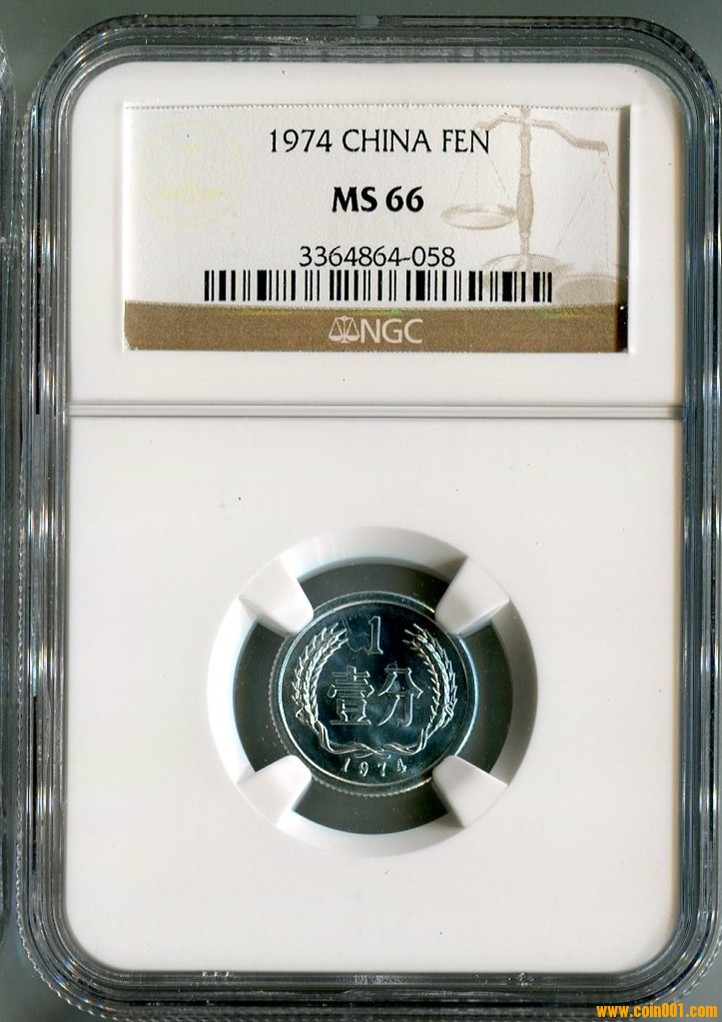 1974 CHINA FEN
MS 66
3364864-058
NGC
1
壹分
1974
www.coin001.com